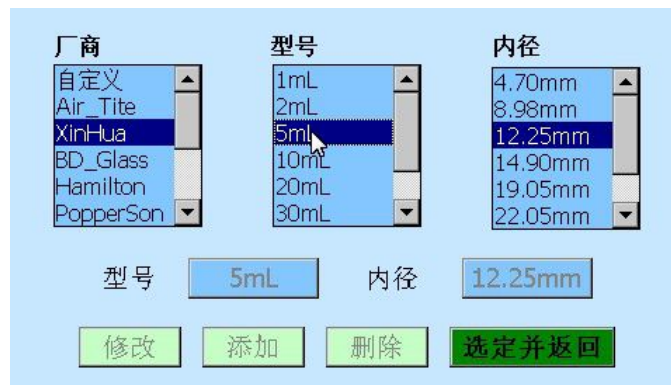 厂商
自定义
Air_Tite
XinHua
BD_Glass
Hamilton
PopperSon
型号
1mL
2mL
5mL
10mL
20mL
30mL
内径
4.70mm
8.98mm
12.25mm
14.90mm
19.05mm
22.05mm
型号 5mL 内径 12.25mm
修改 添加 删除 选定并返回